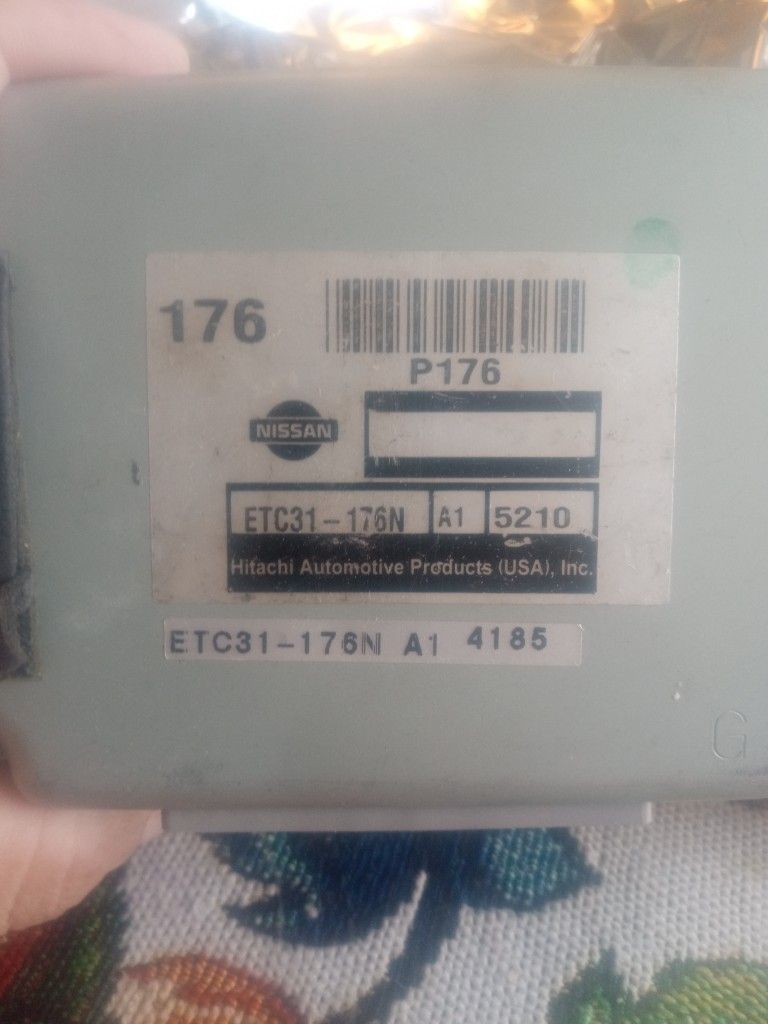 176
P176
NISSAN
ETC31-176N A1 5210
Hitachi Automotive Products (USA), Inc.
ETC31-176N A1 4185
G